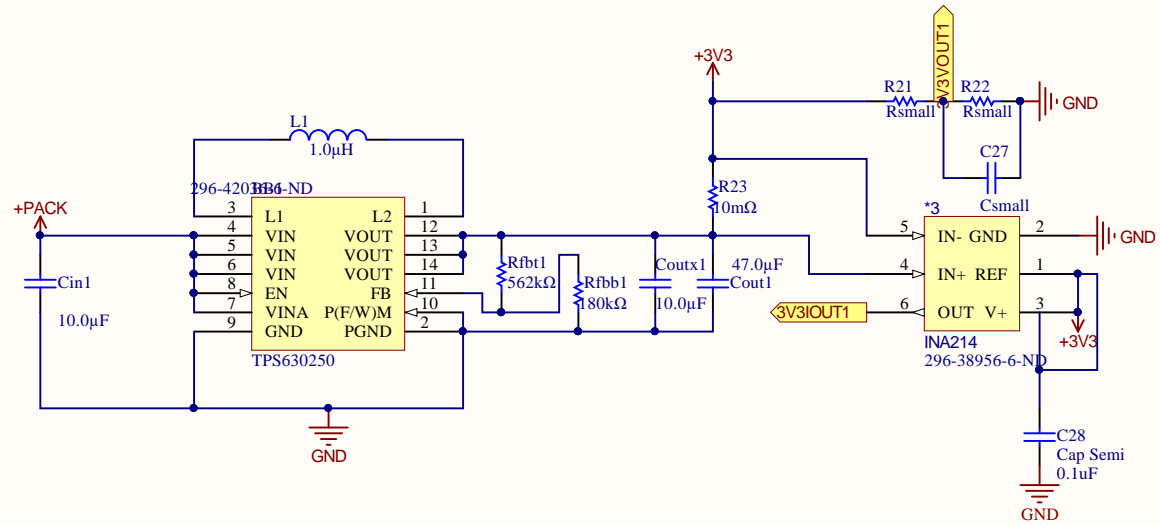 +3V3
3V3VOUT1
R21
Rsmall
R22
Rsmall
GND
C27
Csmall
L1
1.0µH
296-42036-6-ND
BB1
+PACK
Cin1
10.0µF
3 L1 L2 1
4 VIN VOUT 12
5 VIN VOUT 13
6 VIN VOUT 14
8 EN FB 11
7 VINA P(F/W)M 10
9 GND PGND 2
TPS630250
GND
Rfbt1
562kΩ
Rfbb1
180kΩ
Coutx1
10.0µF
47.0µF
Cout1
R23
10mΩ
*3
5 IN- GND 2
4 IN+ REF 1
6 OUT V+ 3
GND
3V3IOUT1
+3V3
INA214
296-38956-6-ND
C28
Cap Semi
0.1uF
GND